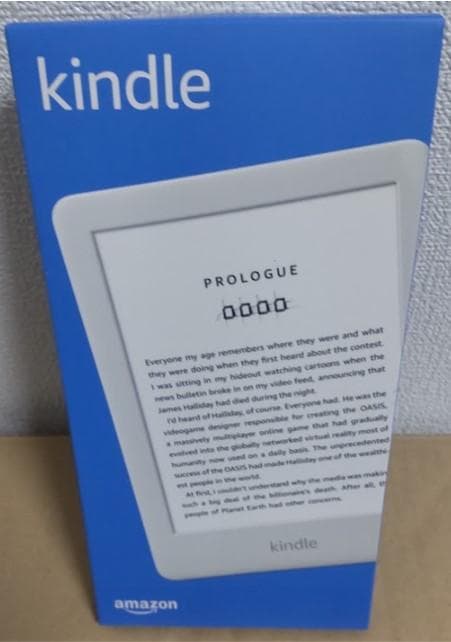 kindle
PROLOGUE
0000
Everyone my age remembers where they were and what
they were doing when they first heard about the contest.
I was sitting in my hideout watching cartoons when the
news bulletin broke in on my video feed, announcing that
James Halliday had died during the night.
I'd heard of Halliday, of course. Everyone had. He was the
videogame designer responsible for creating the OASIS,
a massively multiplayer online game that had gradually
evolved into the globally networked virtual reality most of
humanity now used on a daily basis. The unprecedented
success of the OASIS had made Halliday one of the wealthi-
est people in the world.
At first, I couldn't understand why the media was makin
such a big deal of the billionaire's death. After all, th
people of Planet Earth had other concerns.
kindle
amazon